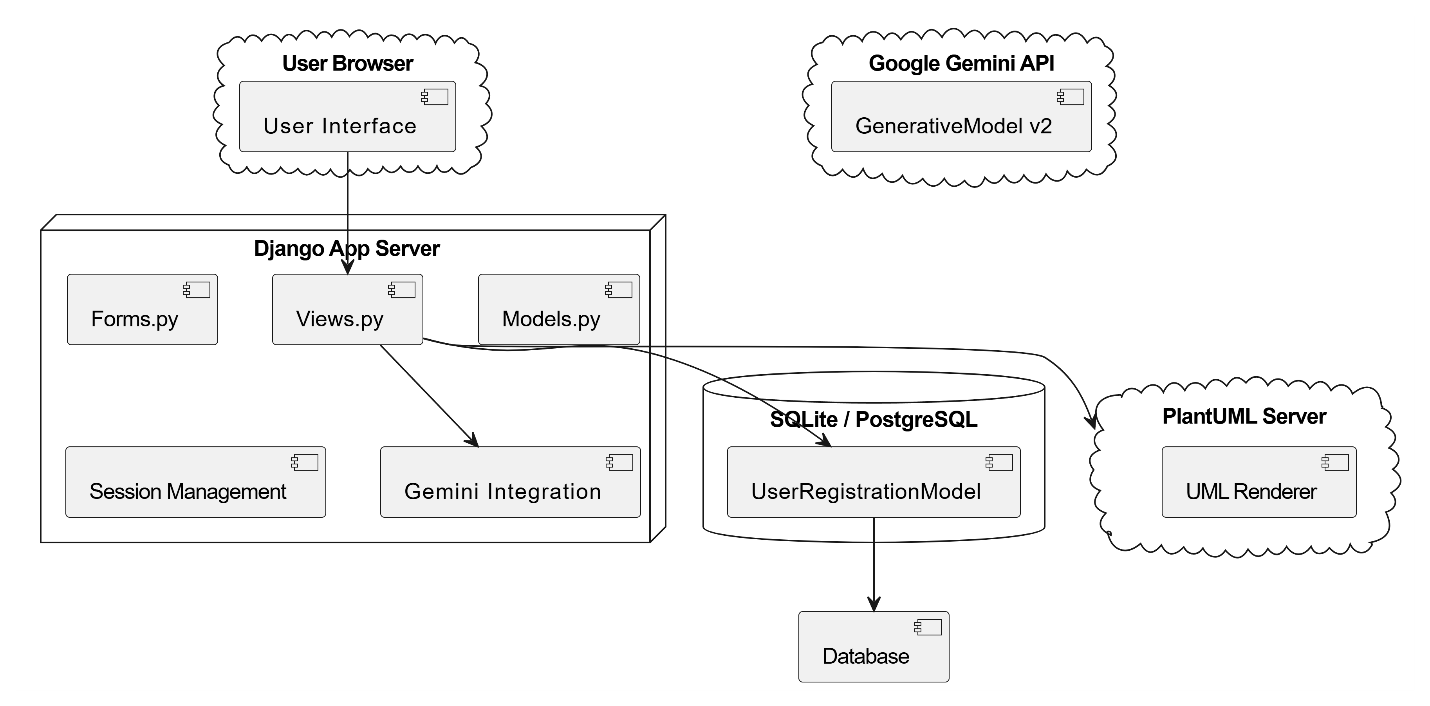 User Browser
User Interface
Google Gemini API
GenerativeModel v2
Django App Server
Forms.py
Views.py
Models.py
Session Management
Gemini Integration
SQLite / PostgreSQL
UserRegistrationModel
PlantUML Server
UML Renderer
Database